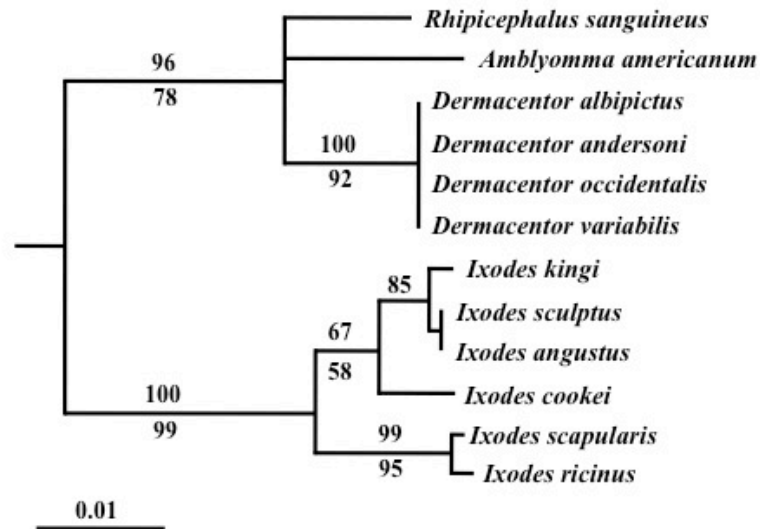 Rhipicephalus sanguineus
Amblyomma americanum
96
78
Dermacentor albipictus
Dermacentor andersoni
100
92
Dermacentor occidentalis
Dermacentor variabilis
Ixodes kingi
85
Ixodes sculptus
67
Ixodes angustus
58
Ixodes cookei
100
99
Ixodes scapularis
99
95
Ixodes ricinus
0.01